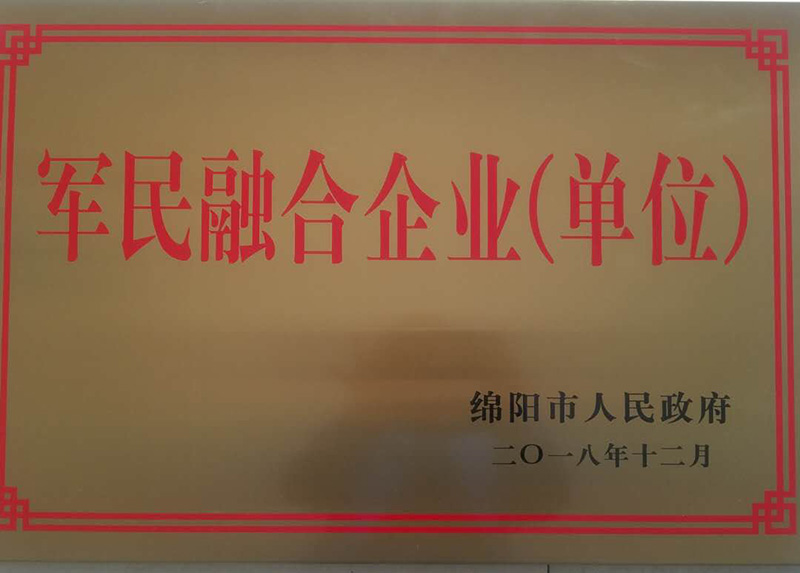 军民融合企业(单位)
绵阳市人民政府
二〇一八年十二月